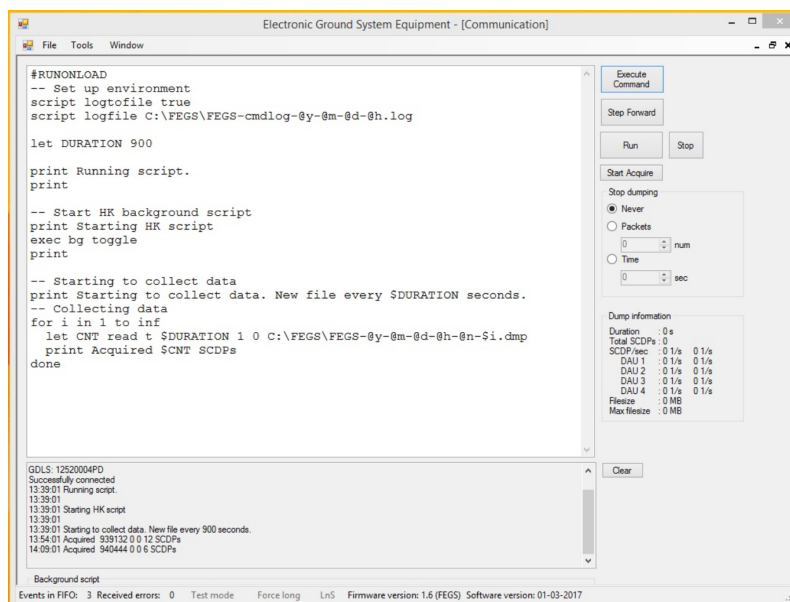 Electronic Ground System Equipment - [Communication]
File Tools Window
#RUNONLOAD
-- Set up environment
script logtofile true
script logfile C:\FEGS\FEGS-cmdlog-@y-@m-@d-@h.log
let DURATION 900
print Running script.
print
-- Start HK background script
print Starting HK script
exec bg toggle
print
-- Starting to collect data
print Starting to collect data. New file every $DURATION seconds.
-- Collecting data
for i in 1 to inf
let CNT read t $DURATION 1 0 C:\FEGS\FEGS-@y-@m-@d-@h-@n-$i.dmp
print Acquired $CNT SCDPs
done
Execute Command
Step Forward
Run Stop
Start Acquire
Stop dumping
Never
Packets
0 num
Time
0 sec
Dump information
Duration : 0 s
Total SCDPs : 0
SCDP/sec : 0 1/s 0 1/s
DAU 1 : 0 1/s 0 1/s
DAU 2 : 0 1/s 0 1/s
DAU 3 : 0 1/s 0 1/s
DAU 4 : 0 1/s 0 1/s
Filesize : 0 MB
Max filesize : 0 MB
GDLS: 12520004PD
Successfully connected
13:39:01 Running script.
13:39:01
13:39:01 Starting HK script
13:39:01
13:39:01 Starting to collect data. New file every 900 seconds.
13:54:01 Acquired 939132 0 0 12 SCDPs
14:09:01 Acquired 940444 0 0 6 SCDPs
Clear
Background script
Events in FIFO: 3 Received errors: 0 Test mode Force long LnS Firmware version: 1.6 (FEGS) Software version: 01-03-2017